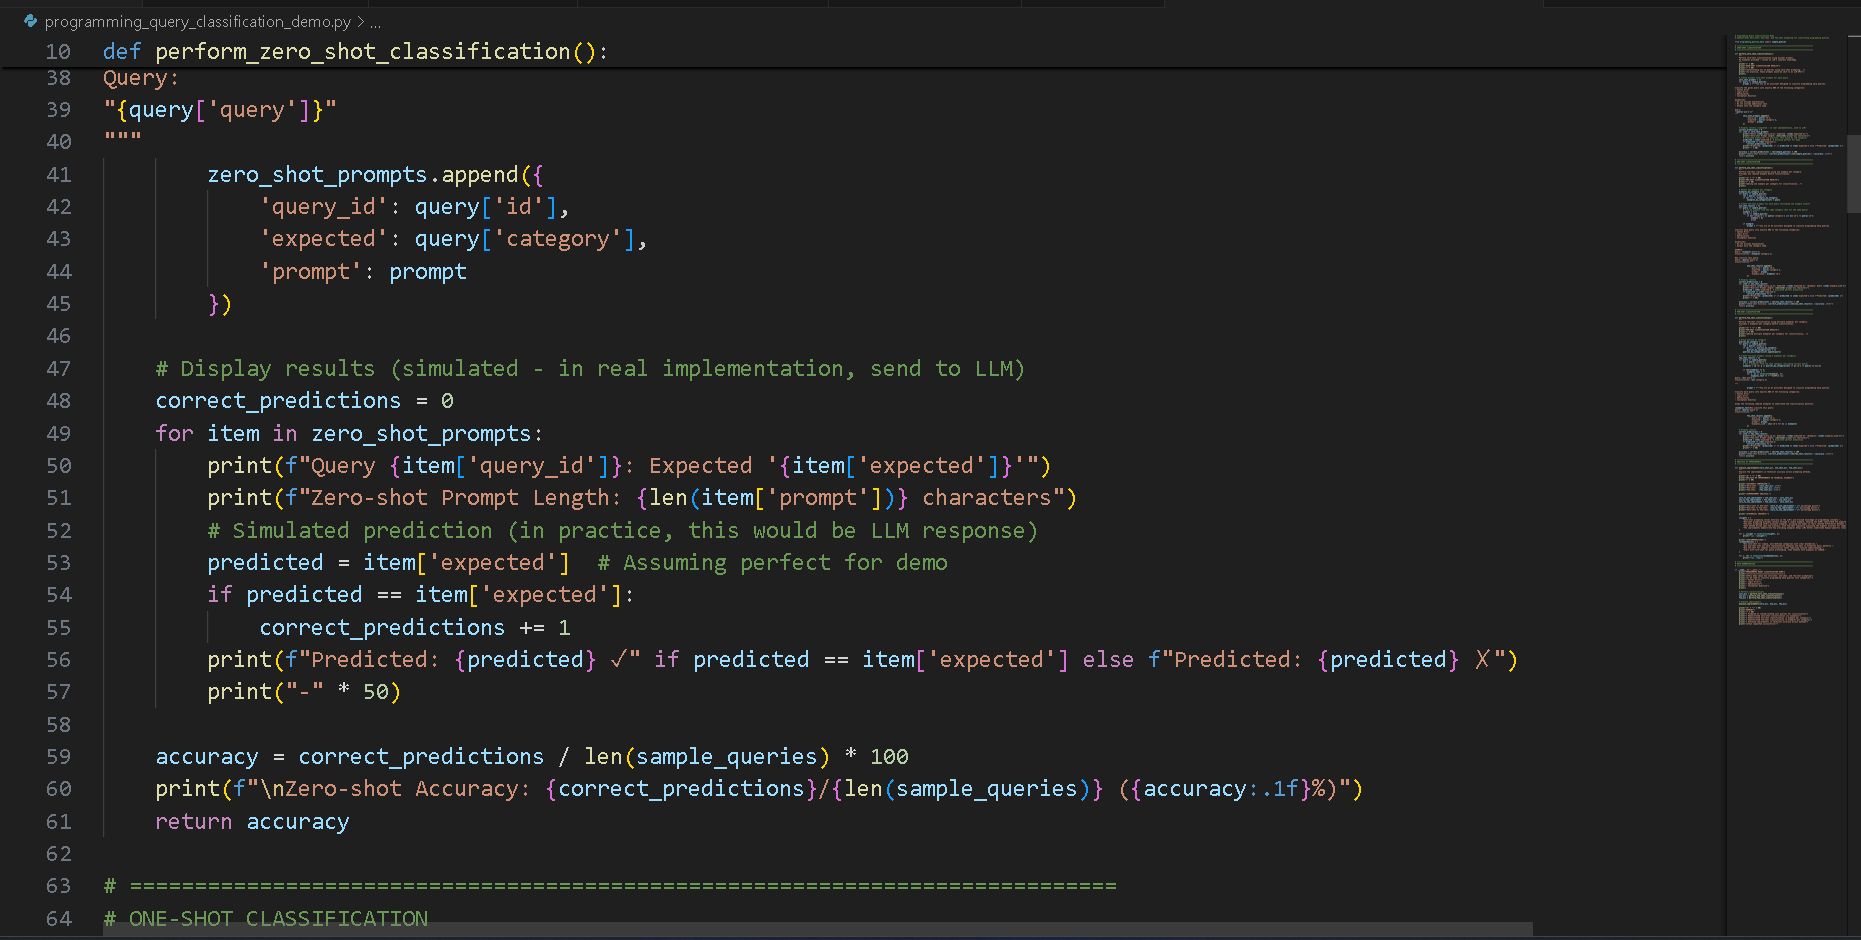 programming_query_classification_demo.py > ...
10 def perform_zero_shot_classification():
38 Query:
39 "{query['query']}"
40 """
41         zero_shot_prompts.append({
42             'query_id': query['id'],
43             'expected': query['category'],
44             'prompt': prompt
45         })
46
47     # Display results (simulated - in real implementation, send to LLM)
48     correct_predictions = 0
49     for item in zero_shot_prompts:
50         print(f"Query {item['query_id']}: Expected '{item['expected']}'")
51         print(f"Zero-shot Prompt Length: {len(item['prompt'])} characters")
52         # Simulated prediction (in practice, this would be LLM response)
53         predicted = item['expected']  # Assuming perfect for demo
54         if predicted == item['expected']:
55             correct_predictions += 1
56         print(f"Predicted: {predicted} ✓" if predicted == item['expected'] else f"Predicted: {predicted} ✗")
57         print("-" * 50)
58
59     accuracy = correct_predictions / len(sample_queries) * 100
60     print(f"\nZero-shot Accuracy: {correct_predictions}/{len(sample_queries)} ({accuracy:.1f}%)")
61     return accuracy
62
63 # ============================================================================
64 # ONE-SHOT CLASSIFICATION